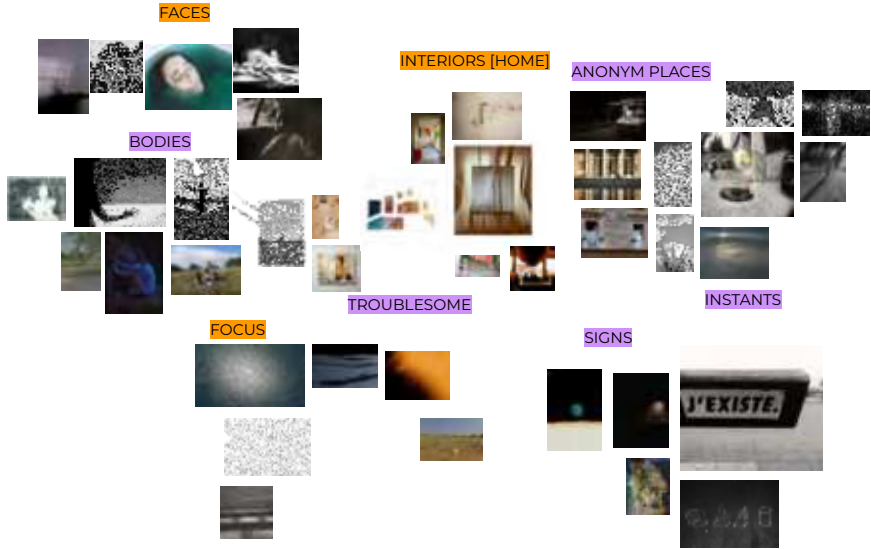 FACES
INTERIORS [HOME]
ANONYM PLACES
BODIES
TROUBLESOME
INSTANTS
FOCUS
SIGNS
J'EXISTE.